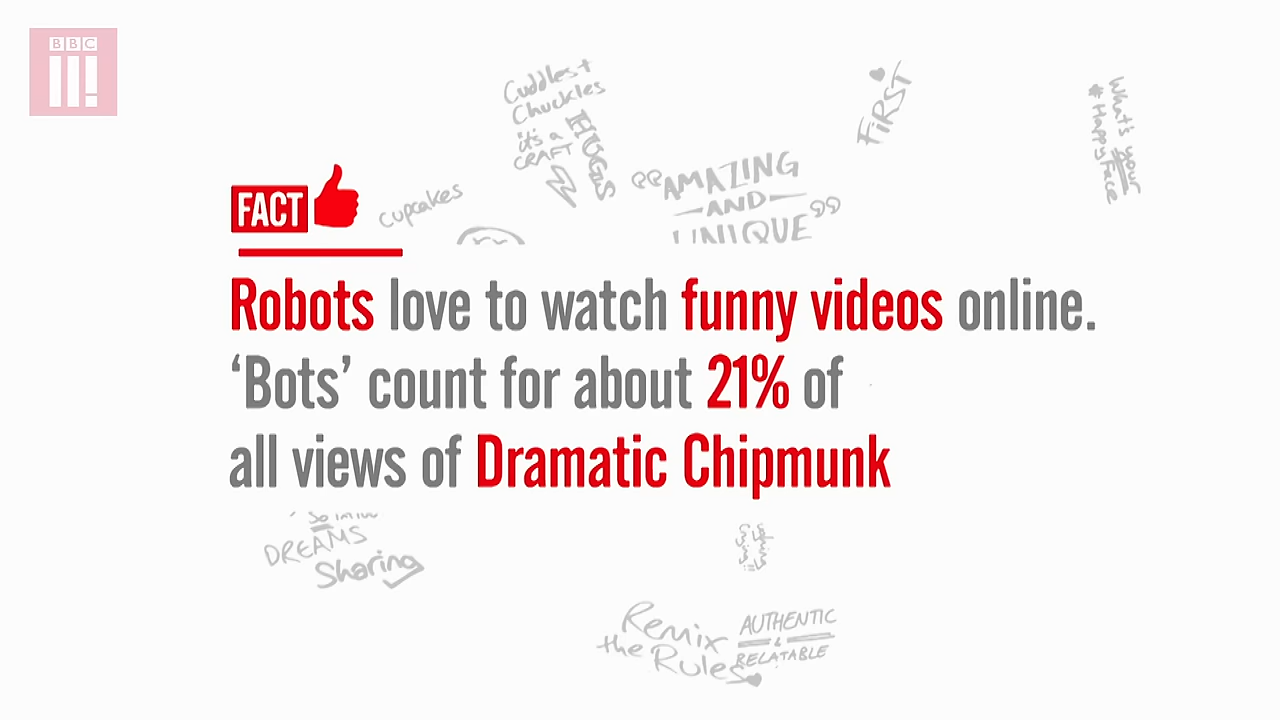 BBC
Cuddles +
Chuckles
it's a
CRAFT
HUGS
cupcakes
"AMAZING
AND
UNIQUE"
FiRST
What's your
#HappyFace
FACT
Robots love to watch funny videos online.
'Bots' count for about 21% of
all views of Dramatic Chipmunk
DREAMS
Sharing
Remix
the Rules
AUTHENTIC
&
RELATABLE